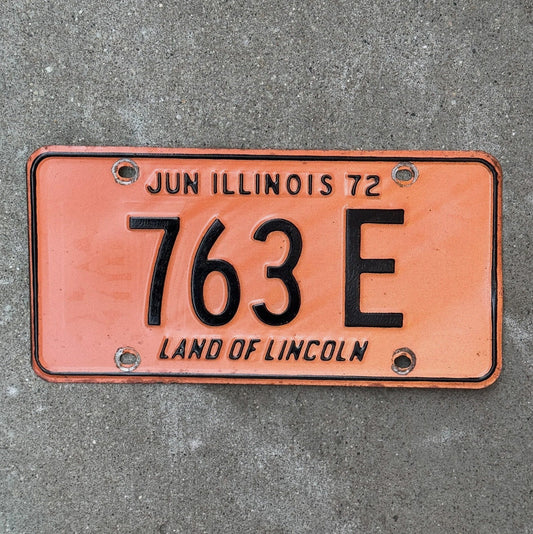 JUN ILLINOIS 72
763 E
LAND OF LINCOLN